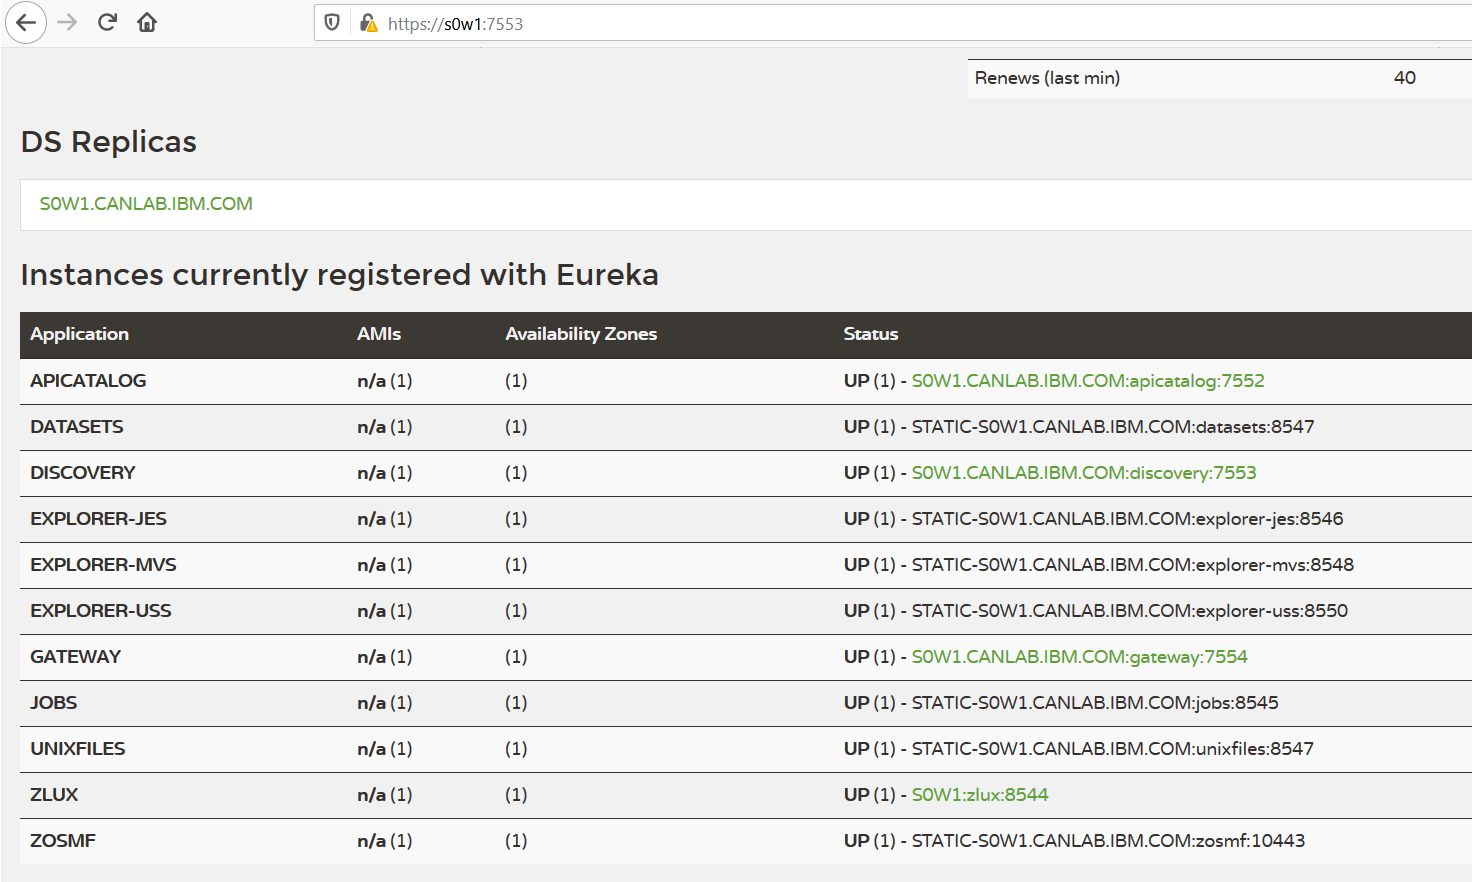 https://s0w1:7553
Renews (last min) 40
DS Replicas
S0W1.CANLAB.IBM.COM
Instances currently registered with Eureka
Application AMIs Availability Zones Status
APICATALOG n/a (1) (1) UP (1) - S0W1.CANLAB.IBM.COM:apicatalog:7552
DATASETS n/a (1) (1) UP (1) - STATIC-S0W1.CANLAB.IBM.COM:datasets:8547
DISCOVERY n/a (1) (1) UP (1) - S0W1.CANLAB.IBM.COM:discovery:7553
EXPLORER-JES n/a (1) (1) UP (1) - STATIC-S0W1.CANLAB.IBM.COM:explorer-jes:8546
EXPLORER-MVS n/a (1) (1) UP (1) - STATIC-S0W1.CANLAB.IBM.COM:explorer-mvs:8548
EXPLORER-USS n/a (1) (1) UP (1) - STATIC-S0W1.CANLAB.IBM.COM:explorer-uss:8550
GATEWAY n/a (1) (1) UP (1) - S0W1.CANLAB.IBM.COM:gateway:7554
JOBS n/a (1) (1) UP (1) - STATIC-S0W1.CANLAB.IBM.COM:jobs:8545
UNIXFILES n/a (1) (1) UP (1) - STATIC-S0W1.CANLAB.IBM.COM:unixfiles:8547
ZLUX n/a (1) (1) UP (1) - S0W1:zlux:8544
ZOSMF n/a (1) (1) UP (1) - STATIC-S0W1.CANLAB.IBM.COM:zosmf:10443